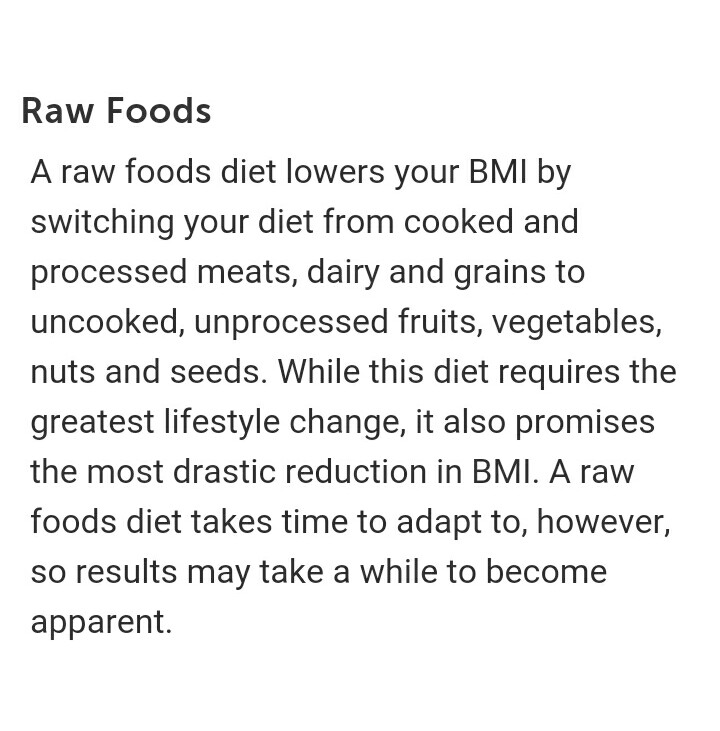 Raw Foods
A raw foods diet lowers your BMI by
switching your diet from cooked and
processed meats, dairy and grains to
uncooked, unprocessed fruits, vegetables,
nuts and seeds. While this diet requires the
greatest lifestyle change, it also promises
the most drastic reduction in BMI. A raw
foods diet takes time to adapt to, however,
so results may take a while to become
apparent.